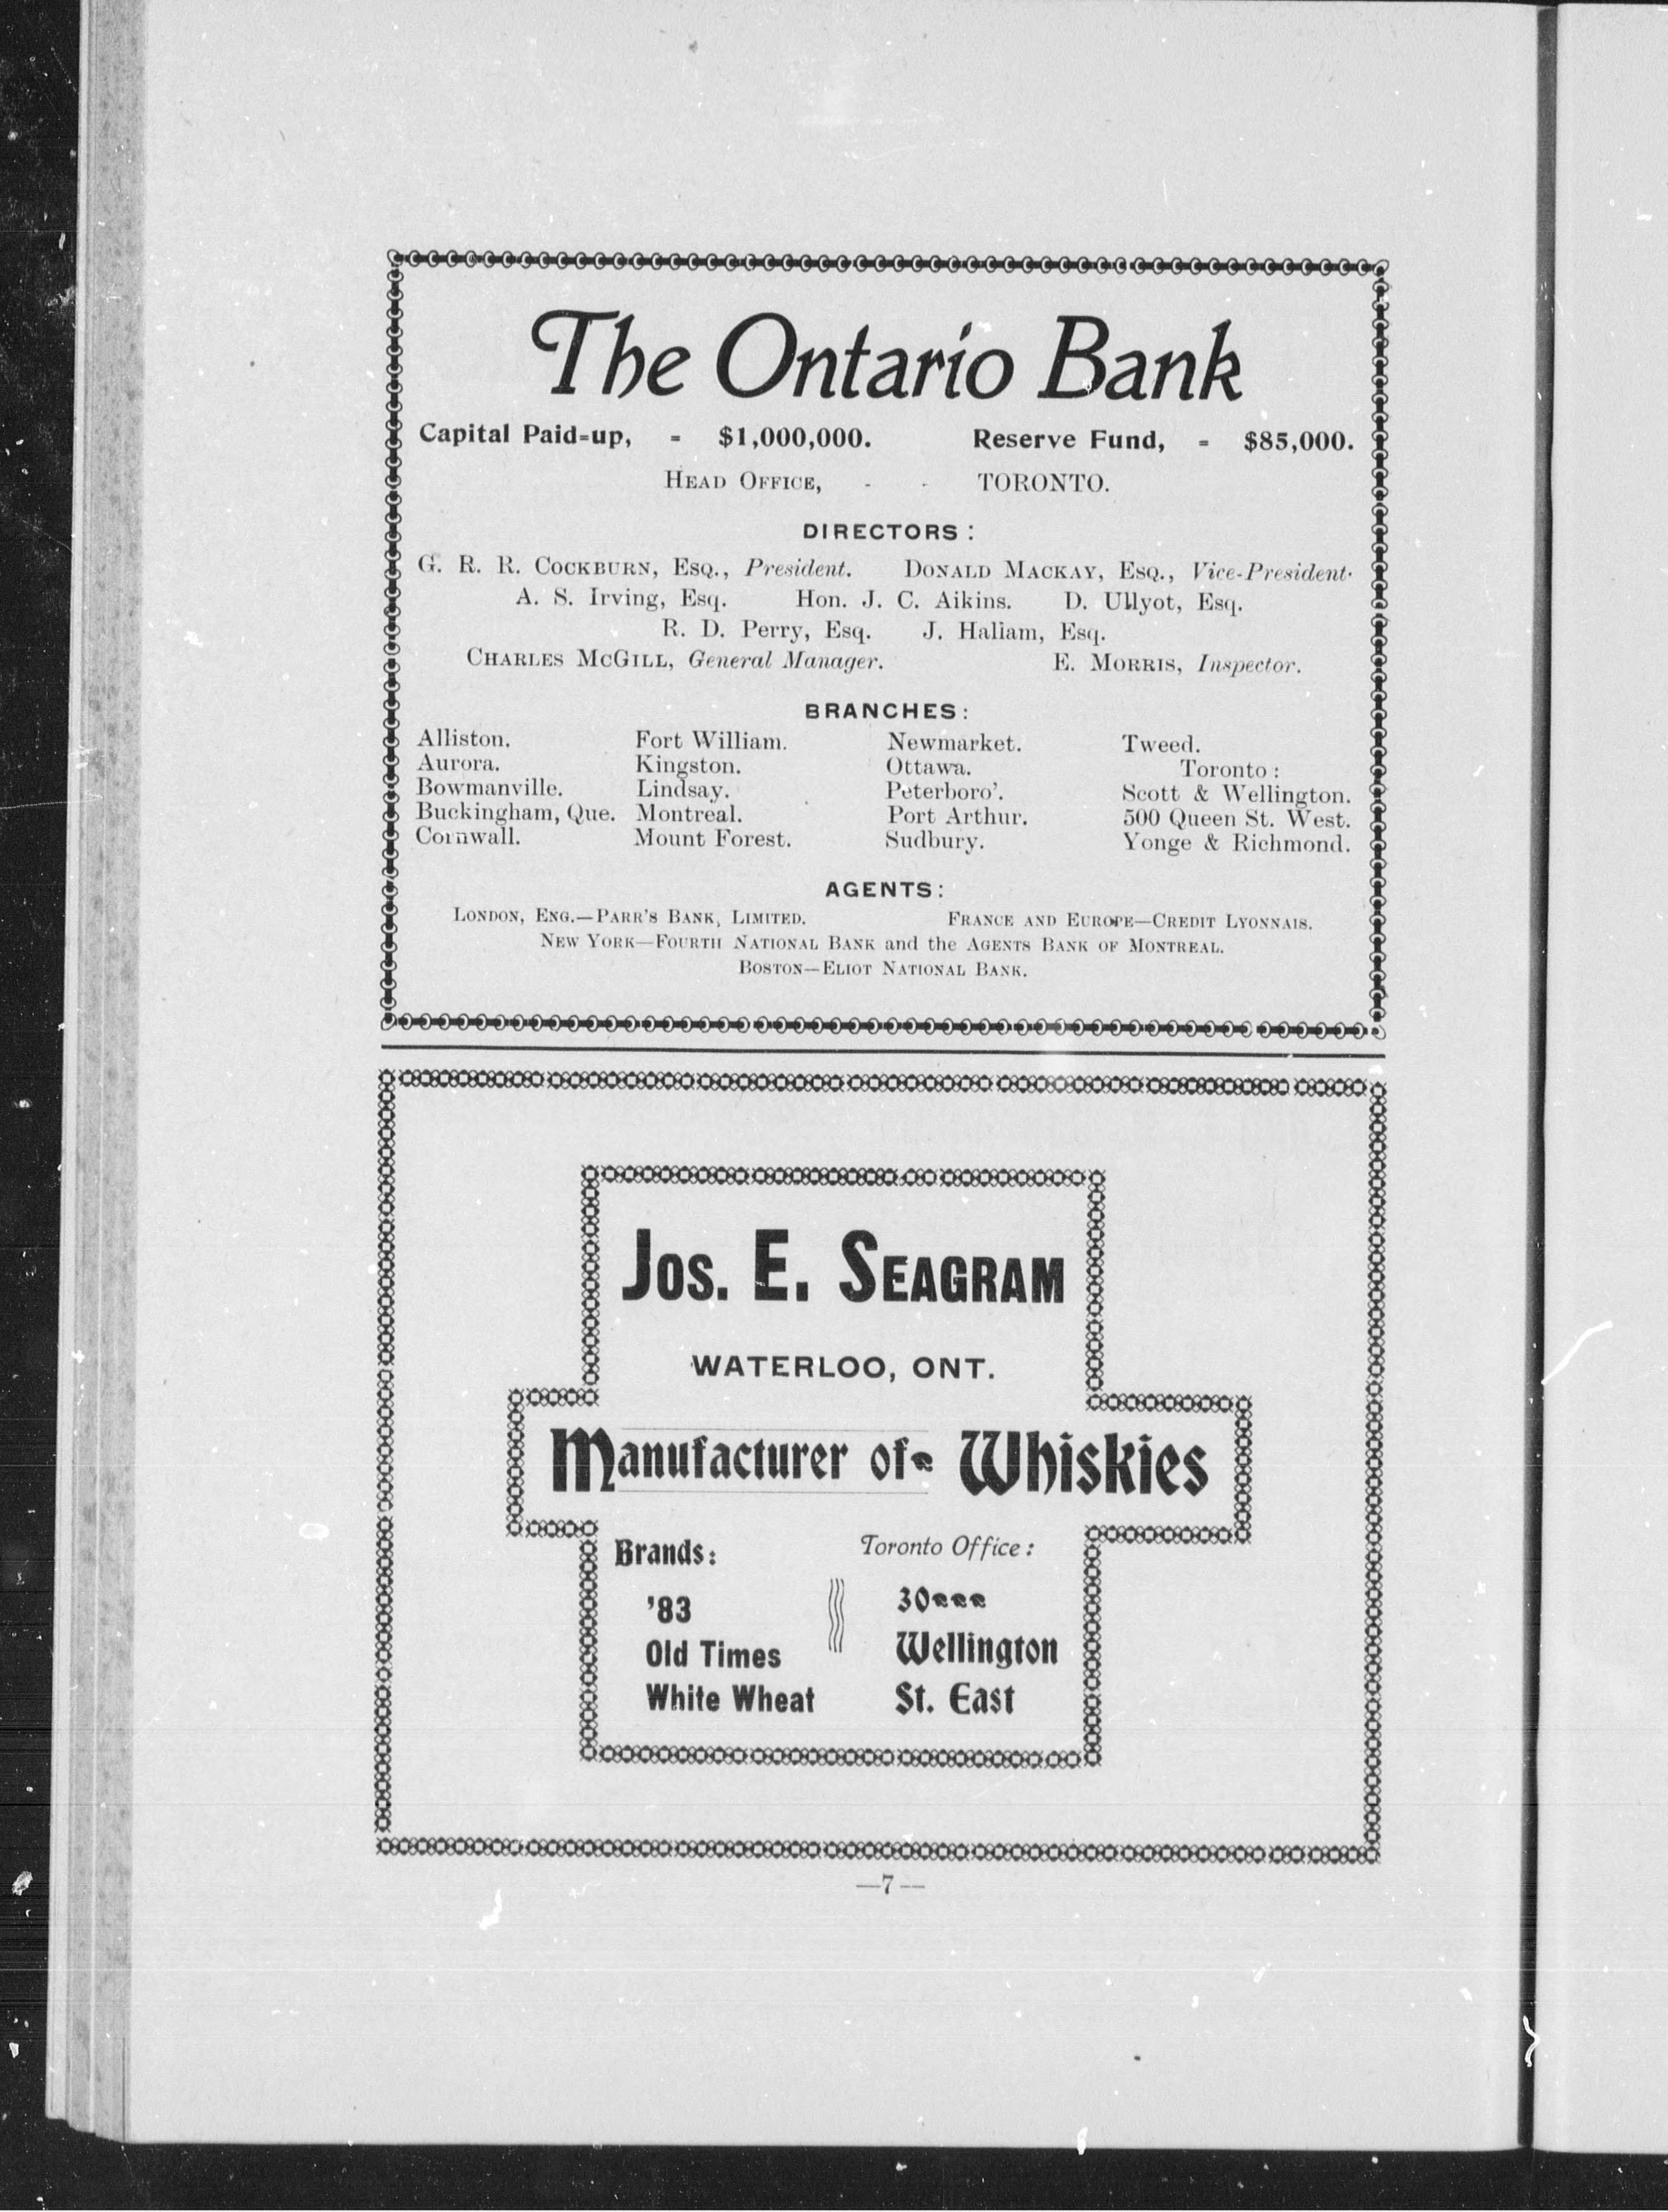 The Ontario Bank
Capital Paid=up, = $1,000,000. Reserve Fund, = $85,000.
HEAD OFFICE, - - TORONTO.
DIRECTORS:
G. R. R. COCKBURN, ESQ., President. DONALD MACKAY, ESQ., Vice-President.
A. S. Irving, Esq. Hon. J. C. Aikins. D. Ullyot, Esq.
R. D. Perry, Esq. J. Haliam, Esq.
CHARLES MCGILL, General Manager. E. MORRIS, Inspector.
BRANCHES:
Alliston. Fort William. Newmarket. Tweed.
Aurora. Kingston. Ottawa. Toronto:
Bowmanville. Lindsay. Peterboro'. Scott & Wellington.
Buckingham, Que. Montreal. Port Arthur. 500 Queen St. West.
Cornwall. Mount Forest. Sudbury. Yonge & Richmond.
AGENTS:
LONDON, ENG.—PARR'S BANK, LIMITED. FRANCE AND EUROPE—CREDIT LYONNAIS.
NEW YORK—FOURTH NATIONAL BANK and the AGENTS BANK OF MONTREAL.
BOSTON—ELIOT NATIONAL BANK.
JOS. E. SEAGRAM
WATERLOO, ONT.
Manufacturer of Whiskies
Brands: Toronto Office:
'83 30
Old Times Wellington
White Wheat St. East
—7—